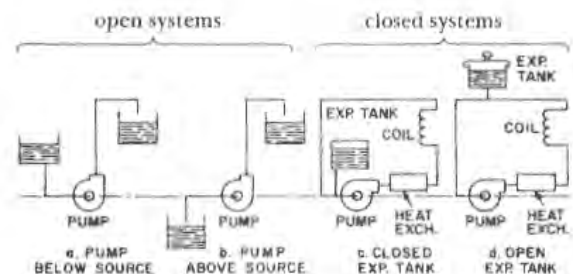 open systems
closed systems
EXP. TANK
EXP. TANK
COIL
COIL
PUMP
PUMP
PUMP
HEAT EXCH.
PUMP
HEAT EXCH.
a. PUMP BELOW SOURCE
b. PUMP ABOVE SOURCE
c. CLOSED EXP. TANK
d. OPEN EXP. TANK